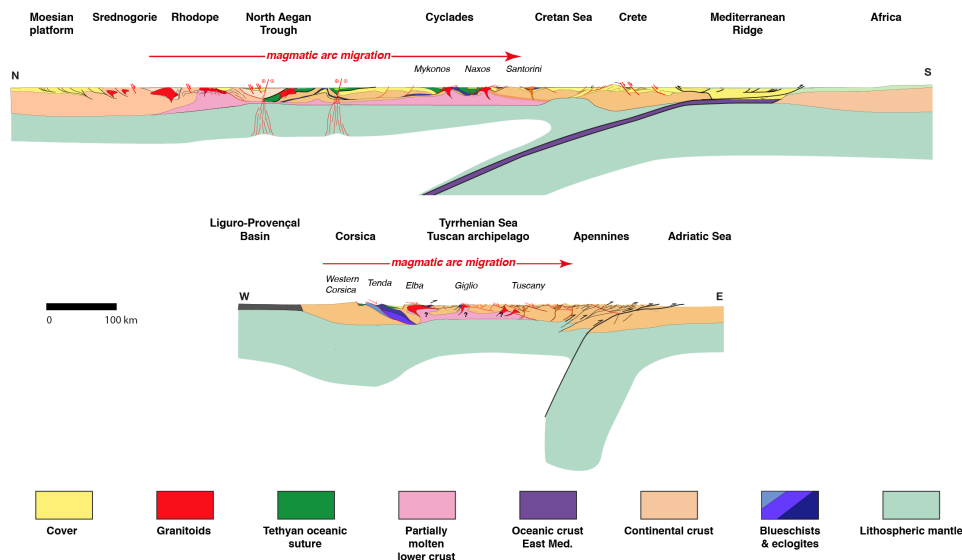 Moesian
platform
Srednogorie
Rhodope
North Aegan
Trough
Cyclades
Cretan Sea
Crete
Mediterranean
Ridge
Africa
magmatic arc migration
Mykonos
Naxos
Santorini
N
S
Liguro-Provençal
Basin
Corsica
Tyrrhenian Sea
Tuscan archipelago
Apennines
Adriatic Sea
magmatic arc migration
Western
Corsica
Tenda
Elba
Giglio
Tuscany
W
E
?
?
?
0
100 km
Cover
Granitoids
Tethyan oceanic
suture
Partially
molten
lower crust
Oceanic crust
East Med.
Continental crust
Blueschists
& eclogites
Lithospheric mantle